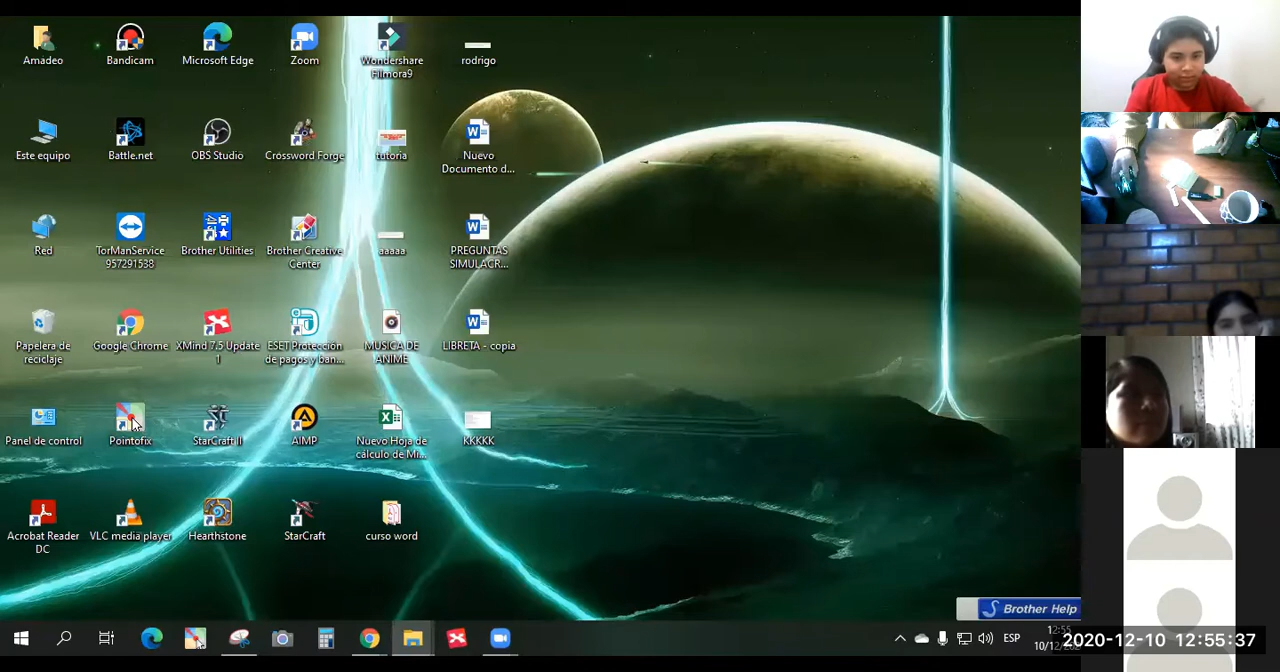 Amadeo
Bandicam
Microsoft Edge
Zoom
Wondershare
Filmora9
rodrigo
Este equipo
Battle.net
OBS Studio
Crossword Forge
tutoria
Nuevo
Documento d...
Red
TorManService
957291538
Brother Utilities
Brother Creative
Center
aaaaa
PREGUNTAS
SIMULACR...
Papelera de
reciclaje
Google Chrome
XMind 7.5 Update
1
ESET Protección
de pagos y ban...
MUSICA DE
ANIME
LIBRETA - copia
Panel de control
Pointofix
StarCraft II
AIMP
Nuevo Hoja de
cálculo de Mi...
KKKKK
Acrobat Reader
DC
VLC media player
Hearthstone
StarCraft
curso word
Brother Help
ESP
12:55
10/12/
2020-12-10 12:55:37